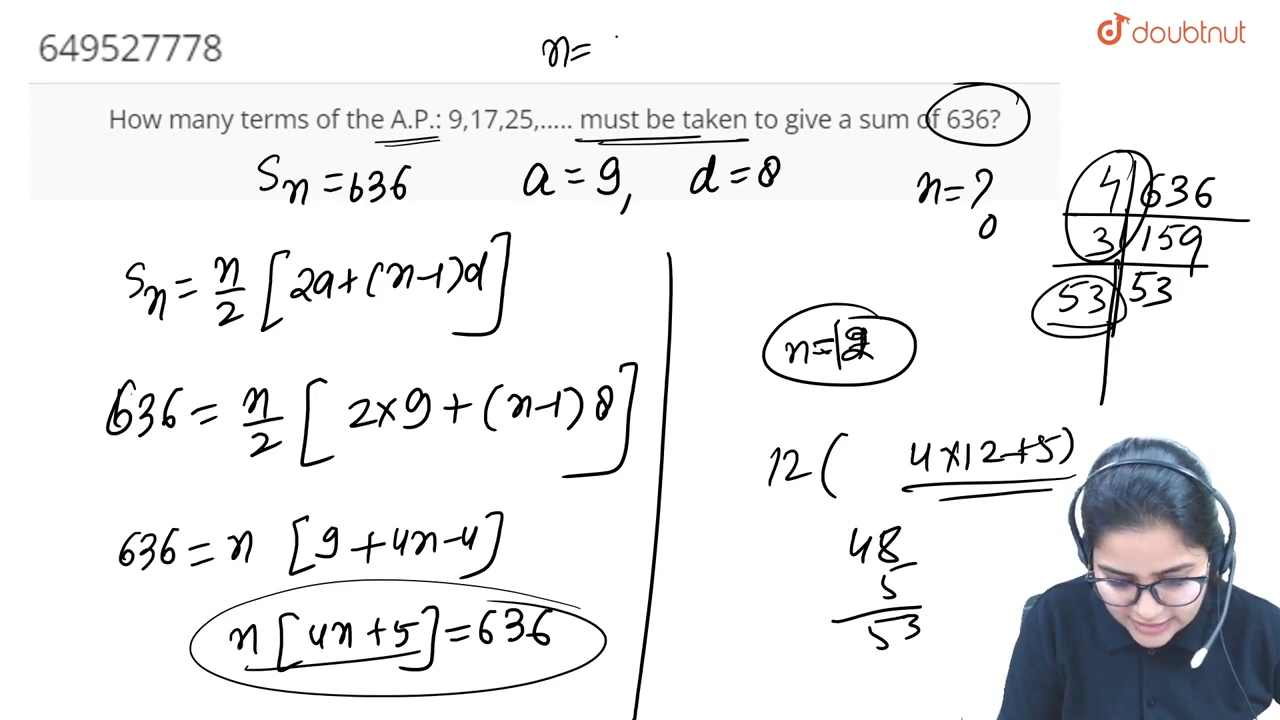 649527778
n=
doubtnut
How many terms of the A.P.: 9,17,25,..... must be taken to give a sum of 636?
Sn = 636 a = 9, d = 8 n = ?
Sn = n/2 [2a + (n-1)d]
636 = n/2 [2×9 + (n-1)8]
636 = n [9 + 4n - 4]
n [4n + 5] = 636
4 | 636
3 | 159
53 | 53
n = 12
12 ( 4×12+5)
48
5
53